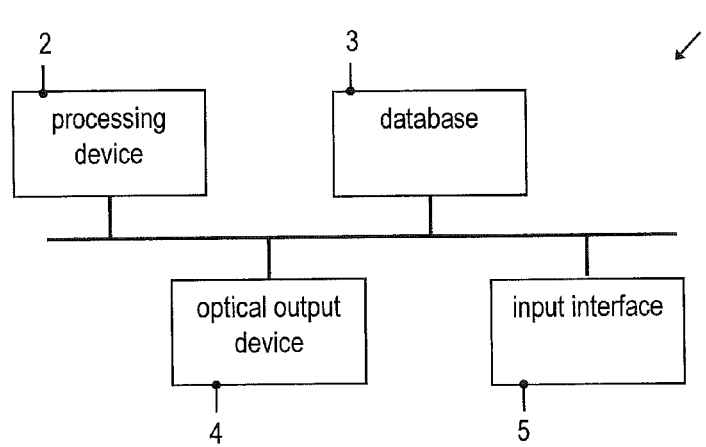 2
3
processing
device
database
optical output
device
input interface
4
5